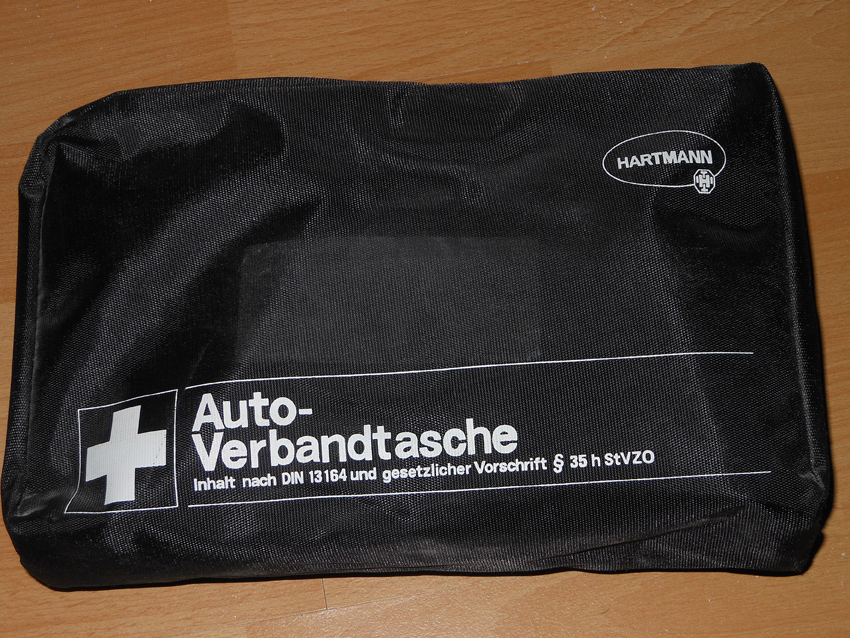 HARTMANN
Auto-
Verbandtasche
Inhalt nach DIN 13164 und gesetzlicher Vorschrift § 35 h StVZO